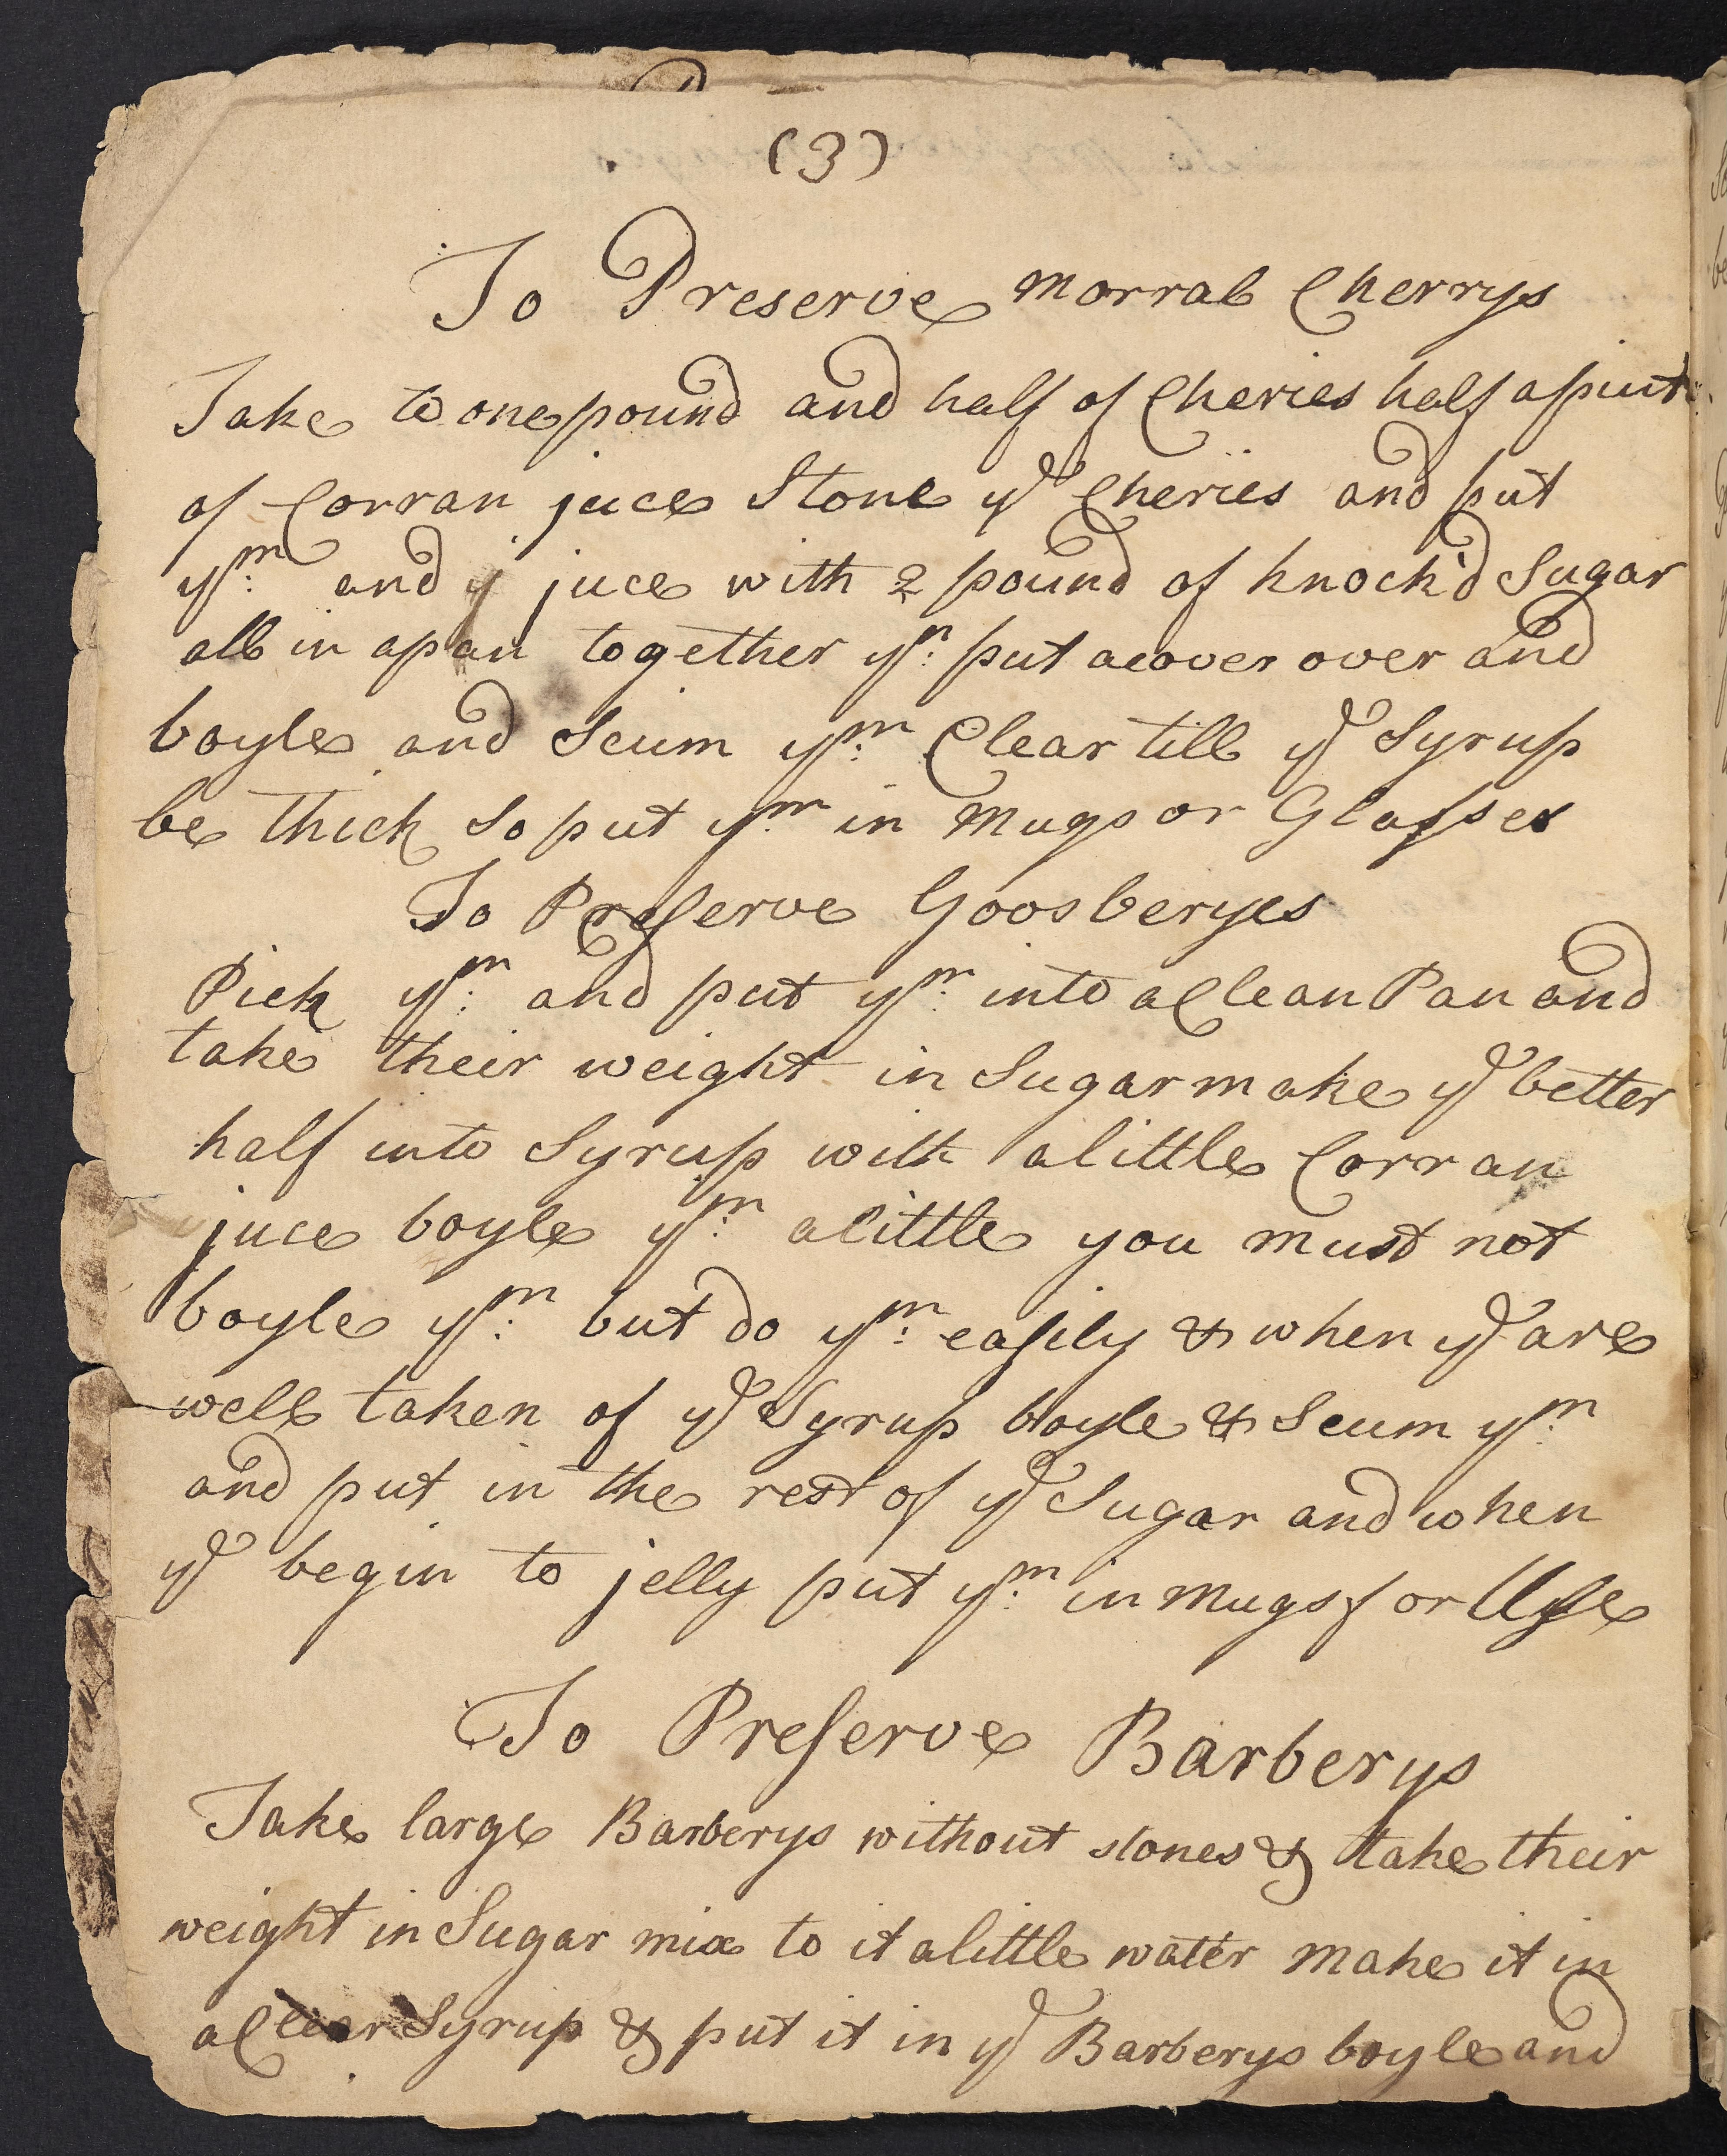 (3)
To Preserve Morrall Cherrys
Take to one pound and half of Cheries half a pint
of Corran juce Stone ye Cheries and put
ym: and ye juce with 2 pound of knock'd Sugar
all in a pan together yn: put a cover over and
boyle and Scum ym: Clear till ye Syrup
be thick So put ym: in Mugs or Glasses
To Preserve Goosberyes
Pick ym: and put ym: into a Clean Pan and
take their weight in Sugar make ye better
half into Syrup with a little Corran
juce boyle ym: a little you must not
boyle ym: but do ym: easily & when ye are
well taken of ye Syrup boyle & Scum ym:
and put in the rest of ye Sugar and when
ye begin to jelly put ym: in Mugs for Use
To Preserve Barberys
Take large Barberys without stones & take their
weight in Sugar mix to it a little water make it in
a Clear Syrup & put it in ye Barberys boyle and